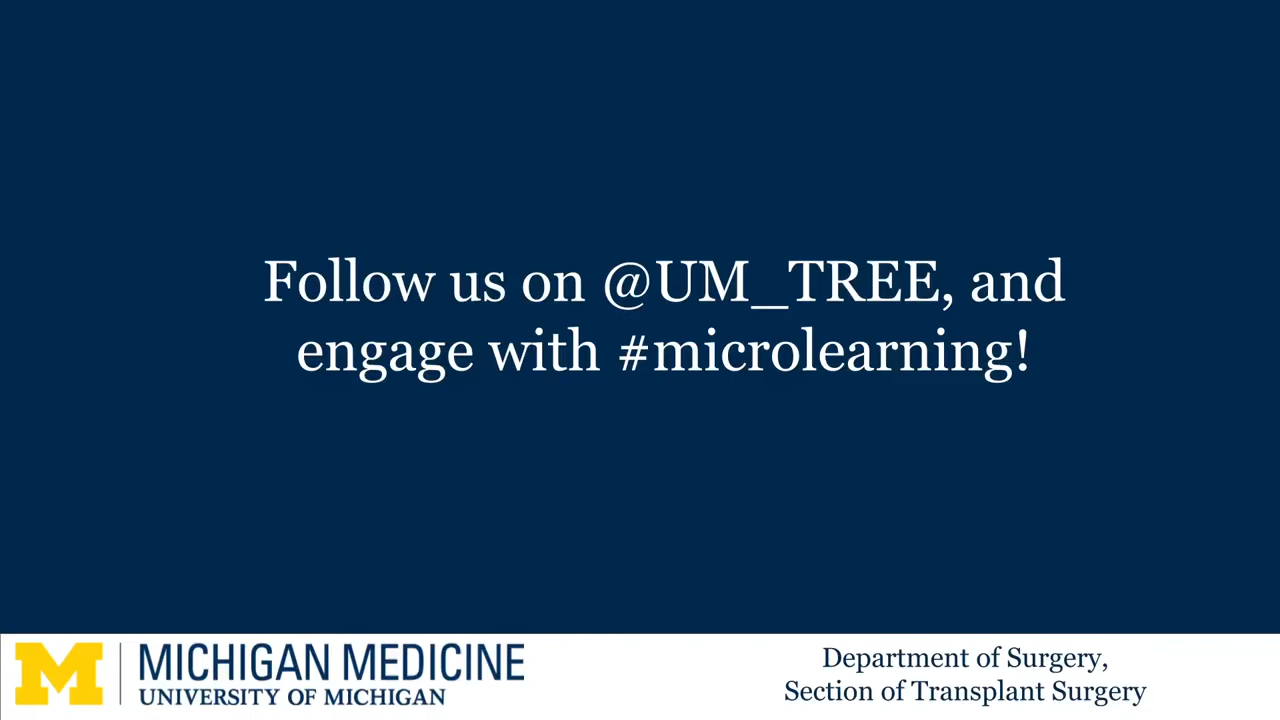 Follow us on @UM_TREE, and
engage with #microlearning!
M
MICHIGAN MEDICINE
UNIVERSITY OF MICHIGAN
Department of Surgery,
Section of Transplant Surgery